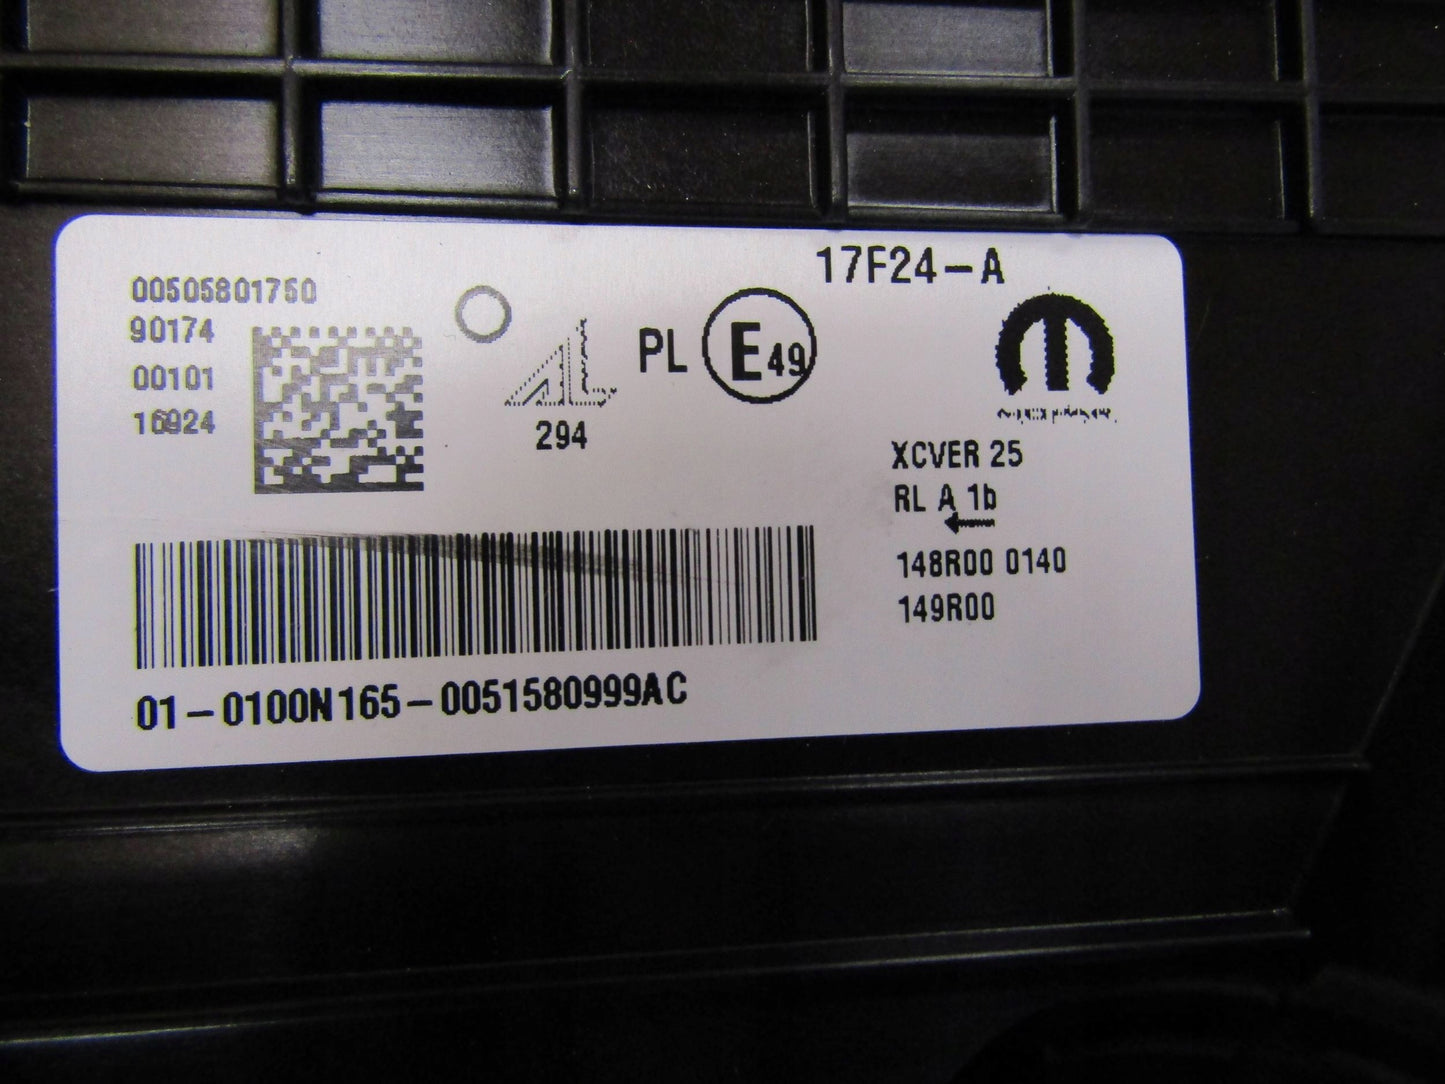 17F24-A
00505801750
90174
00101
16924
294
PL E49
XCVER 25
RL A 1b
148R00 0140
149R00
01-0100N165-0051580999AC